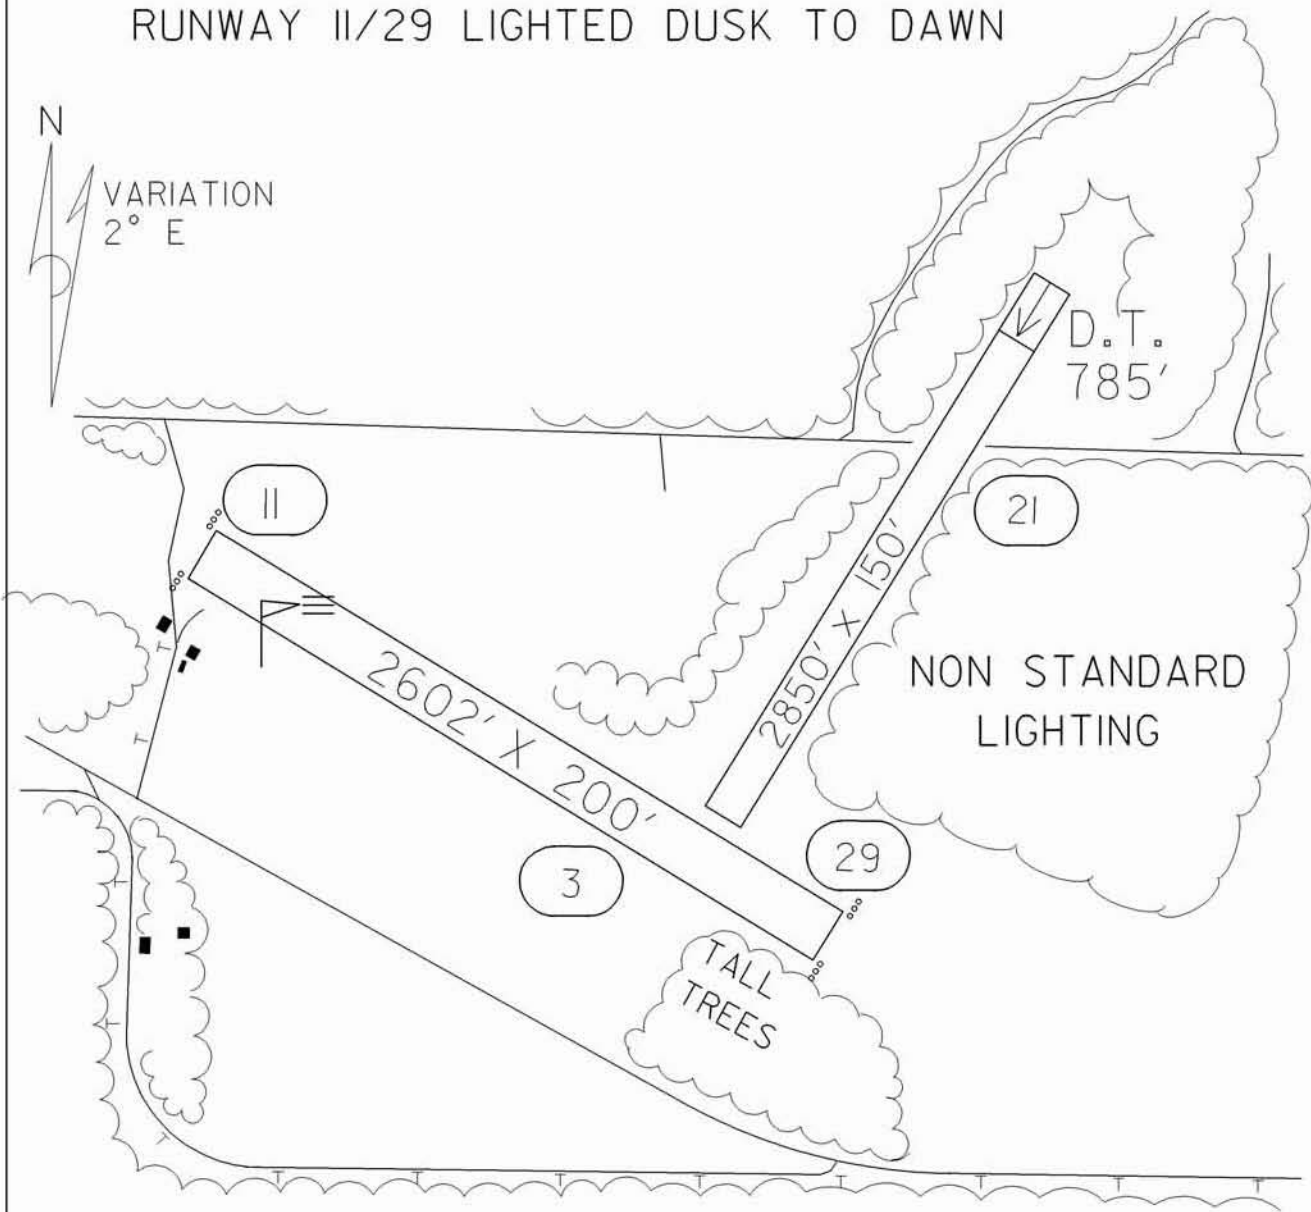 RUNWAY 11/29 LIGHTED DUSK TO DAWN
N
VARIATION
2° E
D.T.
785'
11
21
2850' X 150'
NON STANDARD
LIGHTING
2602' X 200'
29
3
TALL
TREES